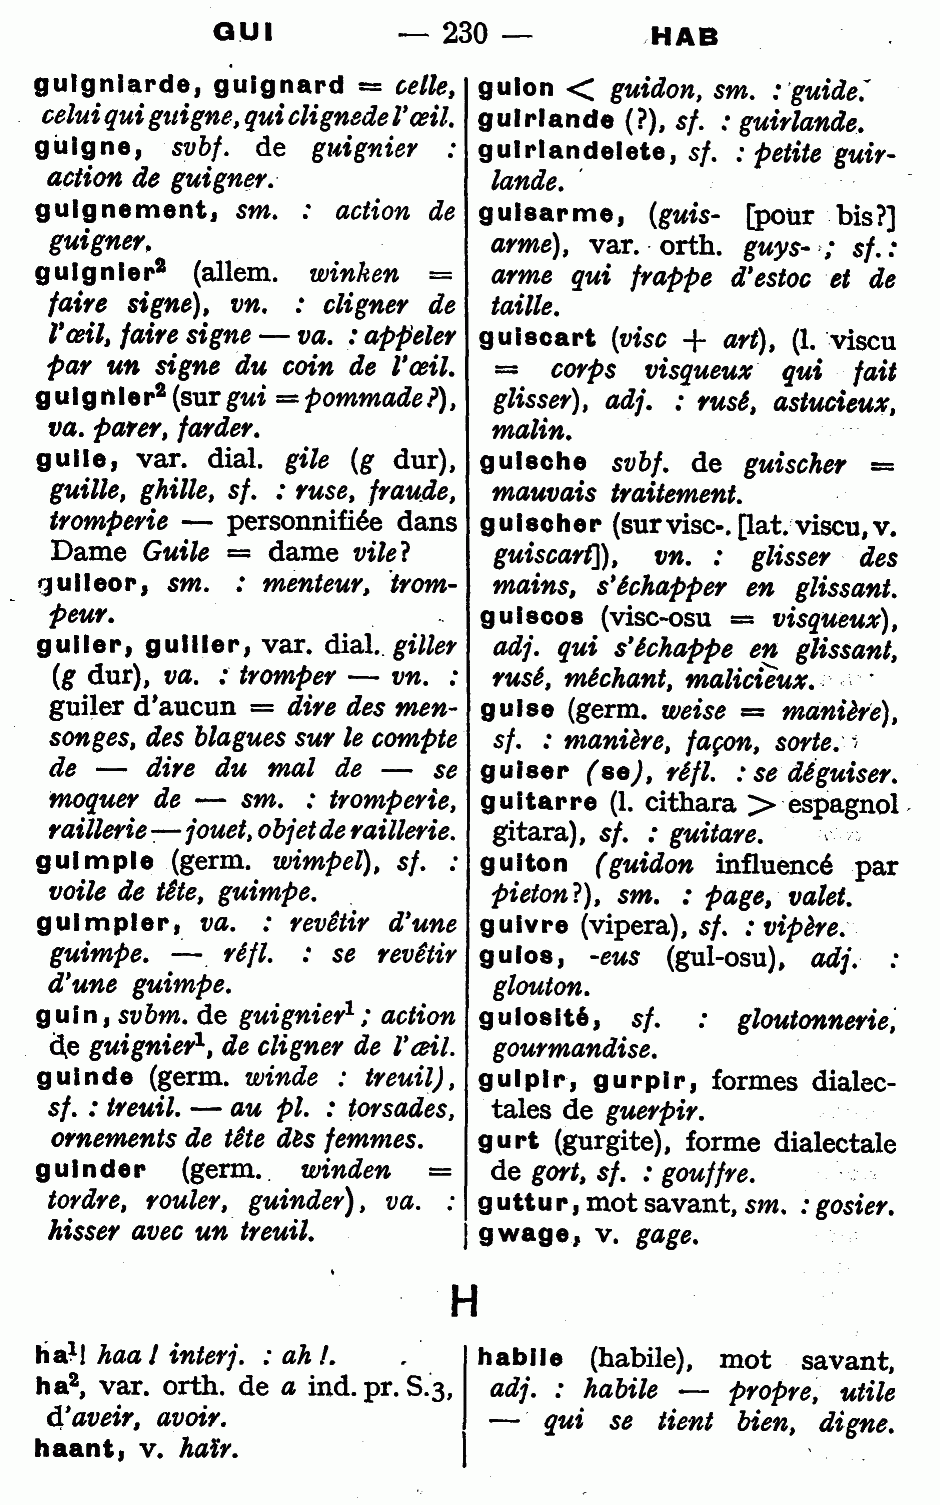 GUI — 230 — HAB
guigniarde, guignard = celle,
celui qui guigne, qui cligne de l'œil.
guigne, svbf. de guignier :
action de guigner.
guignement, sm. : action de
guigner.
guignier² (allem. winken =
faire signe), vn. : cligner de
l'œil, faire signe — va. : appeler
par un signe du coin de l'œil.
guignier² (sur gui = pommade?),
va. parer, farder.
guile, var. dial. gile (g dur),
guille, ghille, sf. : ruse, fraude,
tromperie — personnifiée dans
Dame Guile = dame vile?
guileor, sm. : menteur, trom-
peur.
guiler, guiller, var. dial. giller
(g dur), va. : tromper — vn. :
guiler d'aucun = dire des men-
songes, des blagues sur le compte
de — dire du mal de — se
moquer de — sm. : tromperie,
raillerie — jouet, objet de raillerie.
guimple (germ. wimpel), sf. :
voile de tête, guimpe.
guimpler, va. : revêtir d'une
guimpe. — réfl. : se revêtir
d'une guimpe.
guin, svbm. de guignier¹ ; action
de guignier¹, de cligner de l'œil.
guinde (germ. winde : treuil),
sf. : treuil. — au pl. : torsades,
ornements de tête des femmes.
guinder (germ. winden =
tordre, rouler, guinder), va. :
hisser avec un treuil.
guion < guidon, sm. : guide.
guirlande (?), sf. : guirlande.
guirlandelete, sf. : petite guir-
lande.
guisarme, (guis- [pour bis?]
arme), var. orth. guys- ; sf. :
arme qui frappe d'estoc et de
taille.
guiscart (visc + art), (l. viscu
= corps visqueux qui fait
glisser), adj. : rusé, astucieux,
malin.
guische svbf. de guischer =
mauvais traitement.
guischer (sur visc-. [lat. viscu, v.
guiscart]), vn. : glisser des
mains, s'échapper en glissant.
guiscos (visc-osu = visqueux),
adj. qui s'échappe en glissant,
rusé, méchant, malicieux.
guise (germ. weise = manière),
sf. : manière, façon, sorte.
guiser (se), réfl. : se déguiser.
guitarre (l. cithara > espagnol
gitara), sf. : guitare.
guiton (guidon influencé par
pieton?), sm. : page, valet.
guivre (vipera), sf. : vipère.
gulos, -eus (gul-osu), adj. :
glouton.
gulosité, sf. : gloutonnerie,
gourmandise.
gulpir, gurpir, formes dialec-
tales de guerpir.
gurt (gurgite), forme dialectale
de gort, sf. : gouffre.
guttur, mot savant, sm. : gosier.
gwage, v. gage.
H
ha¹! haa ! interj. : ah !.
ha², var. orth. de a ind. pr. S.3,
d'aveir, avoir.
haant, v. haïr.
habile (habile), mot savant,
adj. : habile — propre, utile
— qui se tient bien, digne.